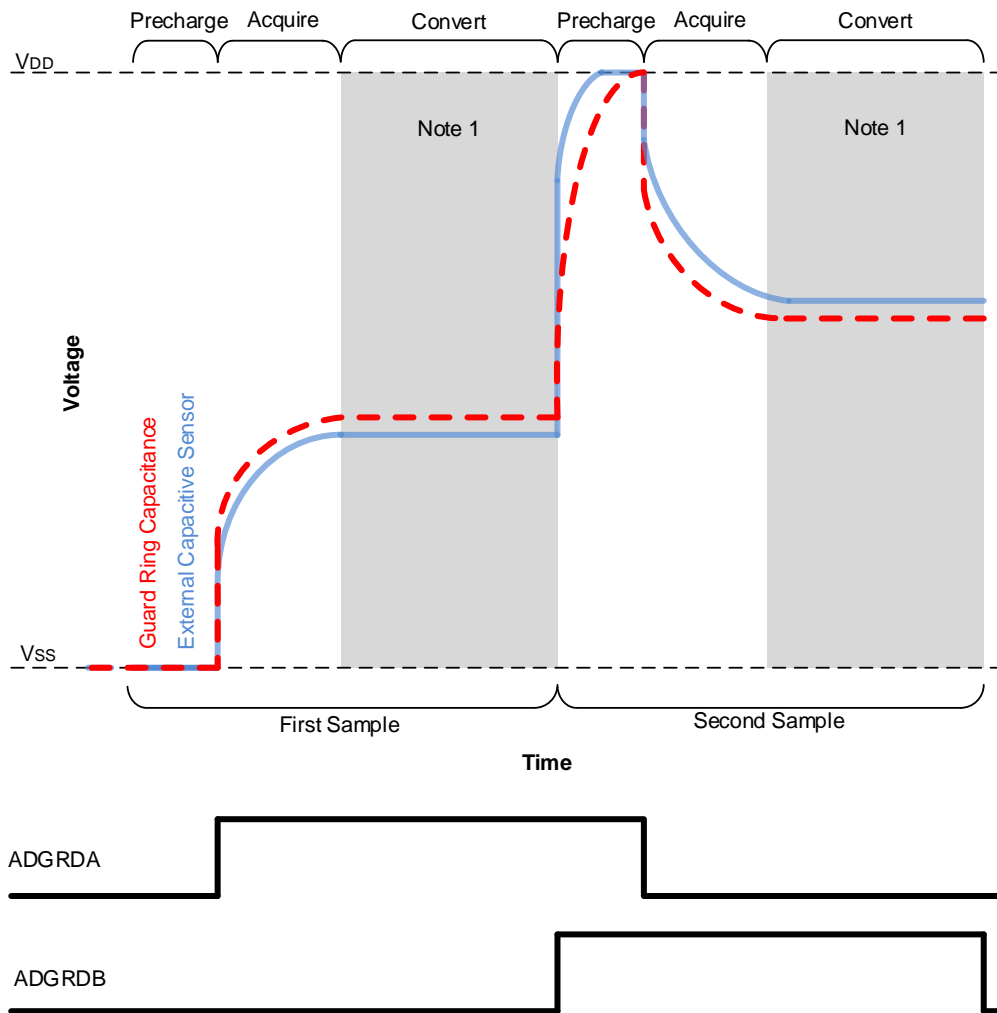 Precharge Acquire Convert Precharge Acquire Convert
VDD
Note 1 Note 1
Voltage
Guard Ring Capacitance
External Capacitive Sensor
VSS
First Sample Second Sample
Time
ADGRDA
ADGRDB